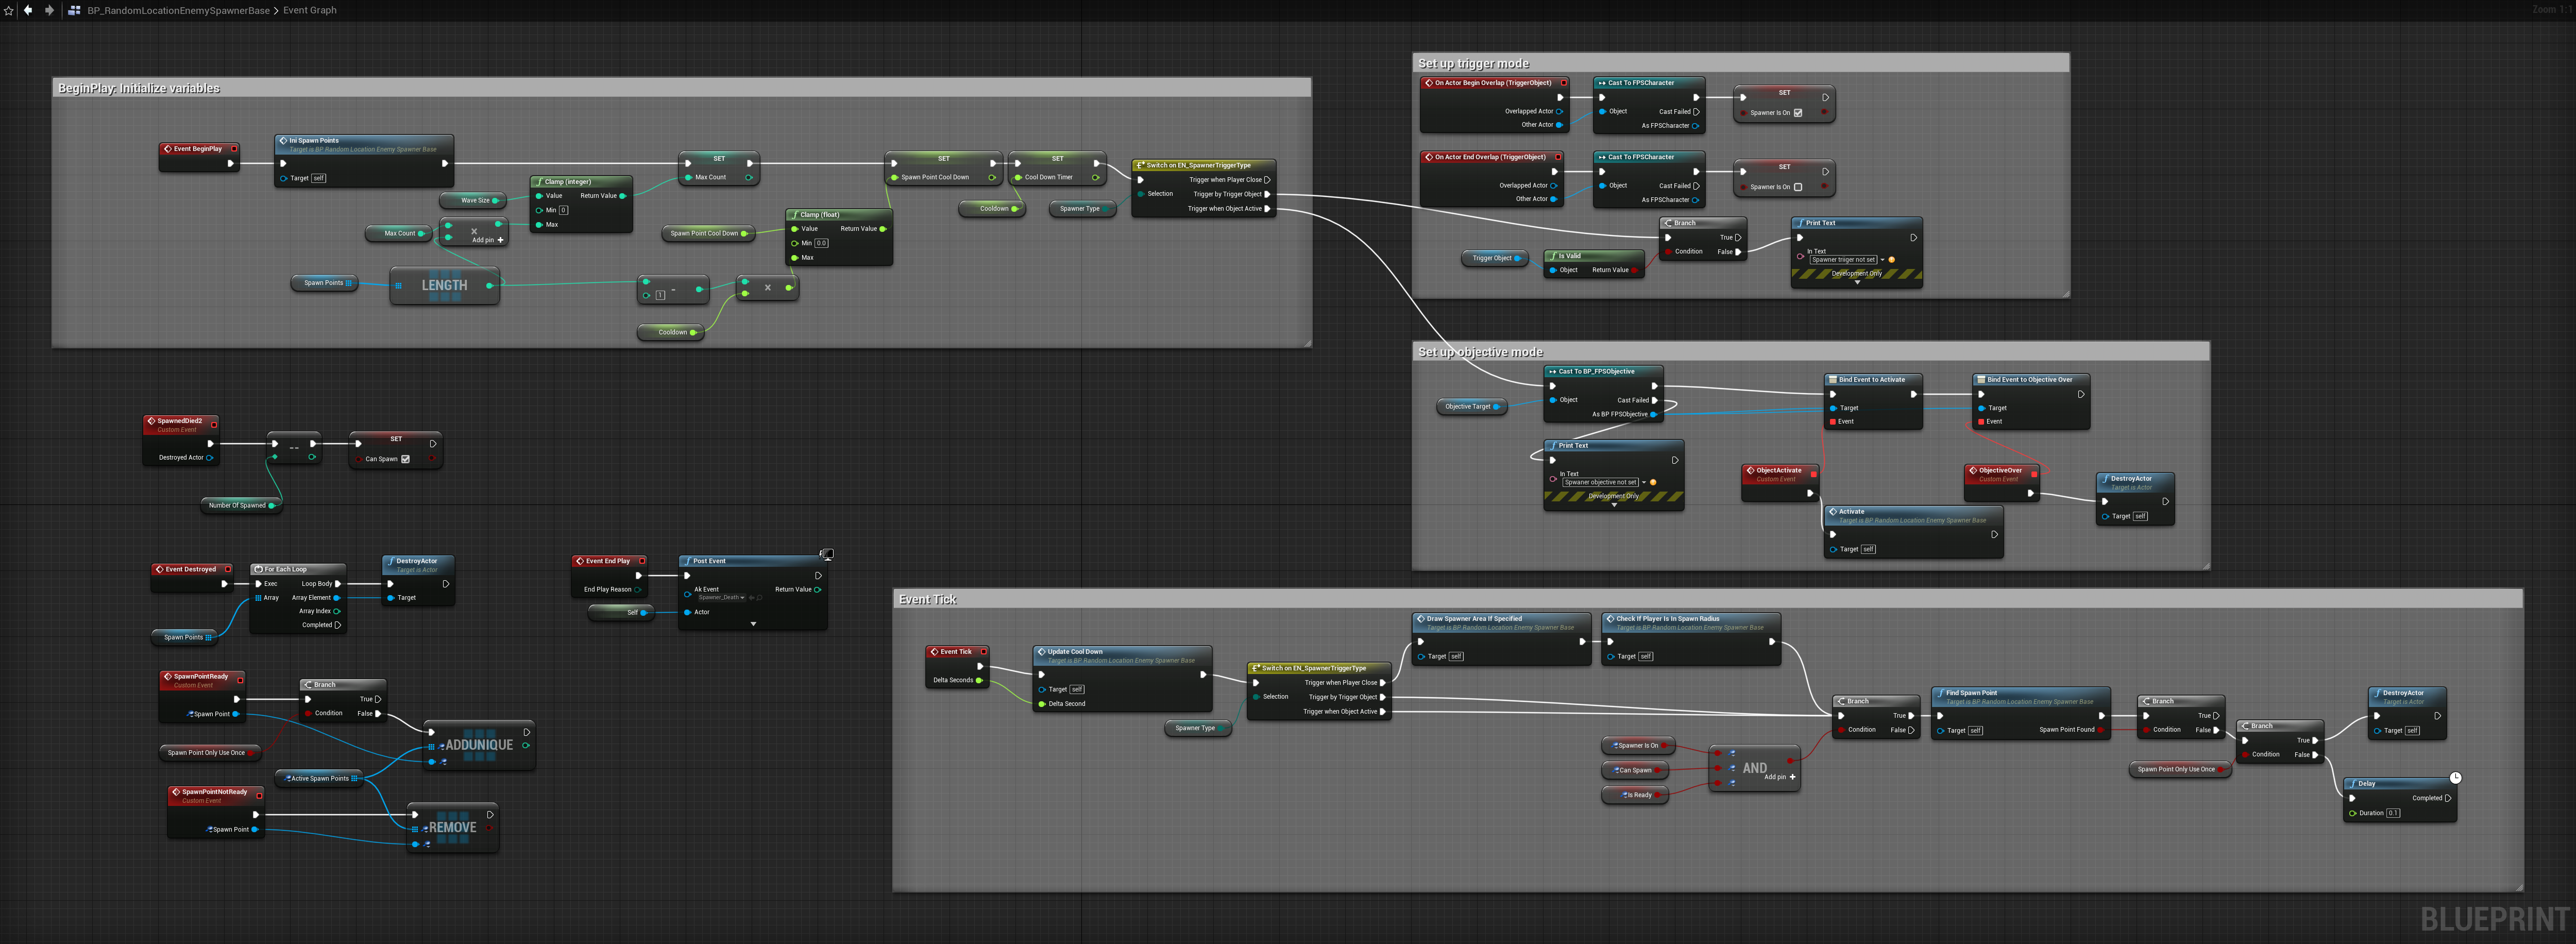 BP_RandomLocationEnemySpawnerBase > Event Graph
Zoom 1:1
BeginPlay: Initialize variables
Event BeginPlay
Ini Spawn Points
Target is BP Random Location Enemy Spawner Base
Target self
Wave Size
Max Count
×
Add pin +
Spawn Points
LENGTH
Clamp (integer)
Value
Return Value
Min 0
Max
SET
Max Count
Spawn Point Cool Down
Clamp (float)
Value
Return Value
Min 0.0
Max
-
1
×
Cooldown
SET
Spawn Point Cool Down
SET
Cool Down Timer
Cooldown
Spawner Type
Switch on EN_SpawnerTriggerType
Trigger when Player Close
Selection
Trigger by Trigger Object
Trigger when Object Active
Set up trigger mode
On Actor Begin Overlap (TriggerObject)
Overlapped Actor
Other Actor
Cast To FPSCharacter
Object
Cast Failed
As FPSCharacter
SET
Spawner Is On
On Actor End Overlap (TriggerObject)
Overlapped Actor
Other Actor
Cast To FPSCharacter
Object
Cast Failed
As FPSCharacter
SET
Spawner Is On
Trigger Object
Is Valid
Object
Return Value
Branch
True
Condition
False
Print Text
In Text
Spawner triger not set
Development Only
Set up objective mode
Objective Target
Cast To BP_FPSObjective
Object
Cast Failed
As BP FPSObjective
Print Text
In Text
Spwaner objective not set
Development Only
Bind Event to Activate
Target
Event
Bind Event to Objective Over
Target
Event
ObjectActivate
Custom Event
Activate
Target is BP Random Location Enemy Spawner Base
Target self
ObjectiveOver
Custom Event
DestroyActor
Target is Actor
Target self
SpawnedDied2
Custom Event
Destroyed Actor
--
Number Of Spawned
SET
Can Spawn
Event Destroyed
For Each Loop
Exec
Loop Body
Array
Array Element
Array Index
Completed
Spawn Points
DestroyActor
Target is Actor
Target
Event End Play
End Play Reason
Self
Post Event
Ak Event
Return Value
Spawner_Death
Actor
SpawnPointReady
Custom Event
Spawn Point
Branch
True
Condition
False
Spawn Point Only Use Once
ADDUNIQUE
Active Spawn Points
SpawnPointNotReady
Custom Event
Spawn Point
REMOVE
Event Tick
Event Tick
Delta Seconds
Update Cool Down
Target is BP Random Location Enemy Spawner Base
Target self
Delta Second
Spawner Type
Switch on EN_SpawnerTriggerType
Trigger when Player Close
Selection
Trigger by Trigger Object
Trigger when Object Active
Draw Spawner Area If Specified
Target is BP Random Location Enemy Spawner Base
Target self
Check If Player Is In Spawn Radius
Target is BP Random Location Enemy Spawner Base
Target self
Spawner Is On
Can Spawn
Is Ready
AND
Add pin +
Branch
True
Condition
False
Find Spawn Point
Target is BP Random Location Enemy Spawner Base
Target self
Spawn Point Found
Branch
True
Condition
False
Spawn Point Only Use Once
Branch
True
Condition
False
DestroyActor
Target is Actor
Target self
Delay
Completed
Duration 0.1
BLUEPRINT